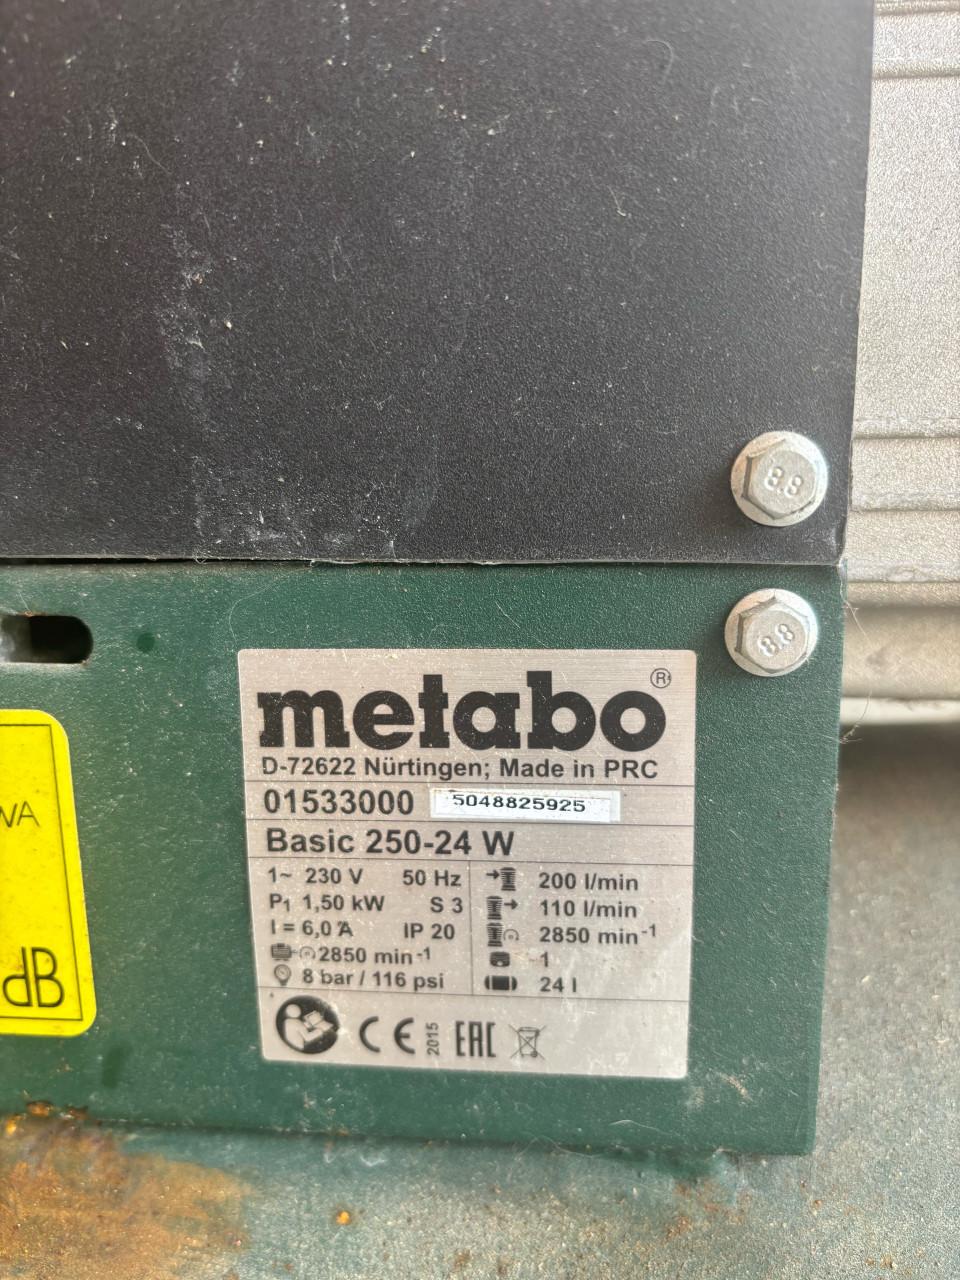 8.8
8.8
metabo®
D-72622 Nürtingen; Made in PRC
01533000 5048825925
Basic 250-24 W
1~ 230 V 50 Hz
P1 1,50 kW S 3
I = 6,0 A IP 20
2850 min-1
8 bar / 116 psi
200 l/min
110 l/min
2850 min-1
1
24 l
CE 2015 EAC
WA
dB